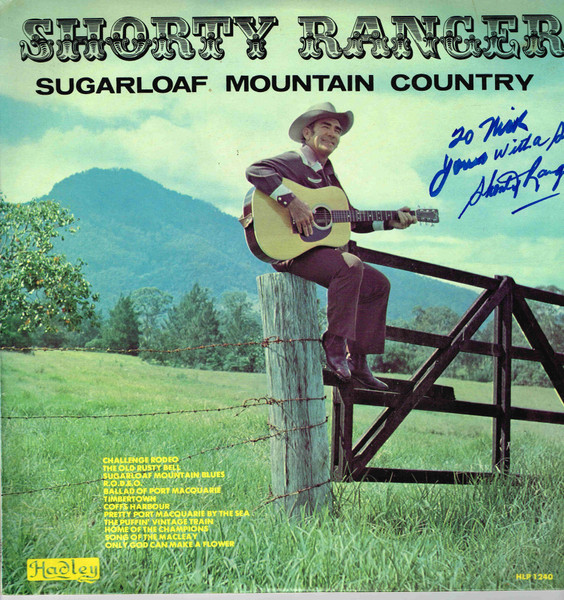 SHORTY RANGER
SUGARLOAF MOUNTAIN COUNTRY
To Nick
Yours with a S
Shorty Rang
CHALLENGE RODEO
THE OLD RUSTY BELL
SUGARLOAF MOUNTAIN BLUES
R.O.D.E.O.
BALLAD OF PORT MACQUARIE
TIMBERTOWN
COFFS HARBOUR
PRETTY PORT MACQUARIE BY THE SEA
THE PUFFIN' VINTAGE TRAIN
HOME OF THE CHAMPIONS
SONG OF THE MACLEAY
ONLY GOD CAN MAKE A FLOWER
Hadley
HLP 1240